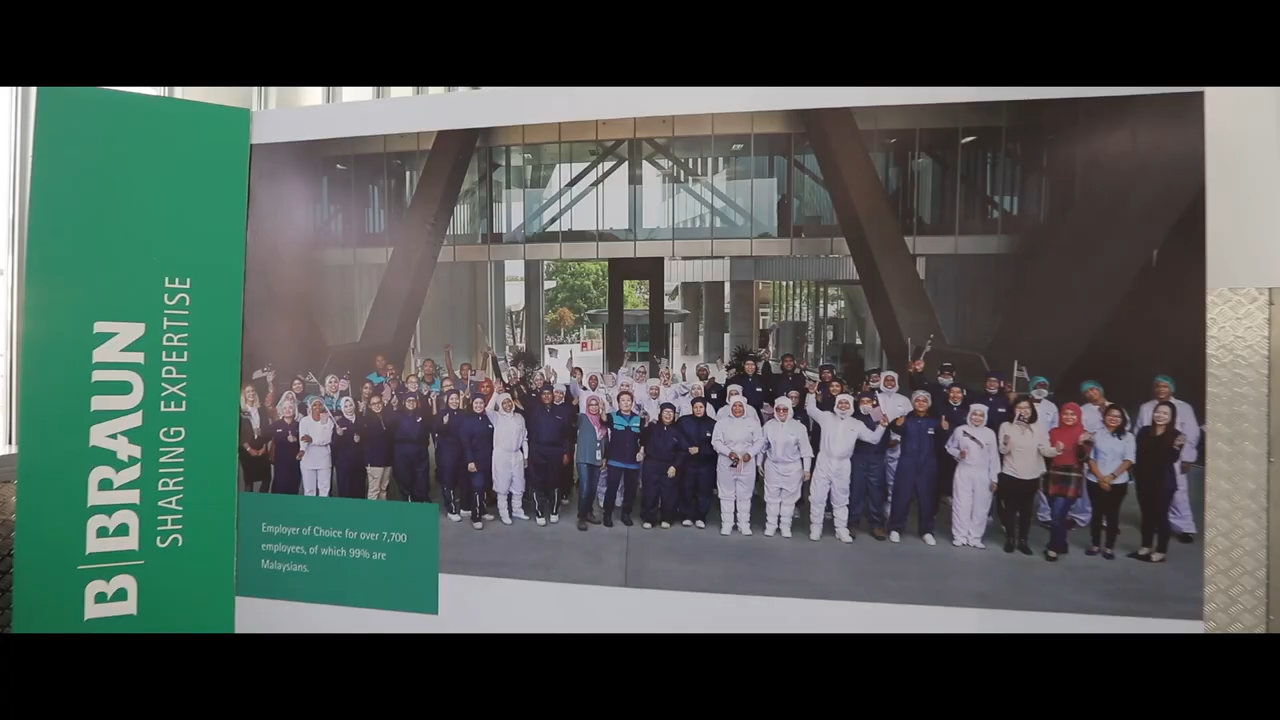 B|BRAUN
SHARING EXPERTISE
Employer of Choice for over 7,700
employees, of which 99% are
Malaysians.